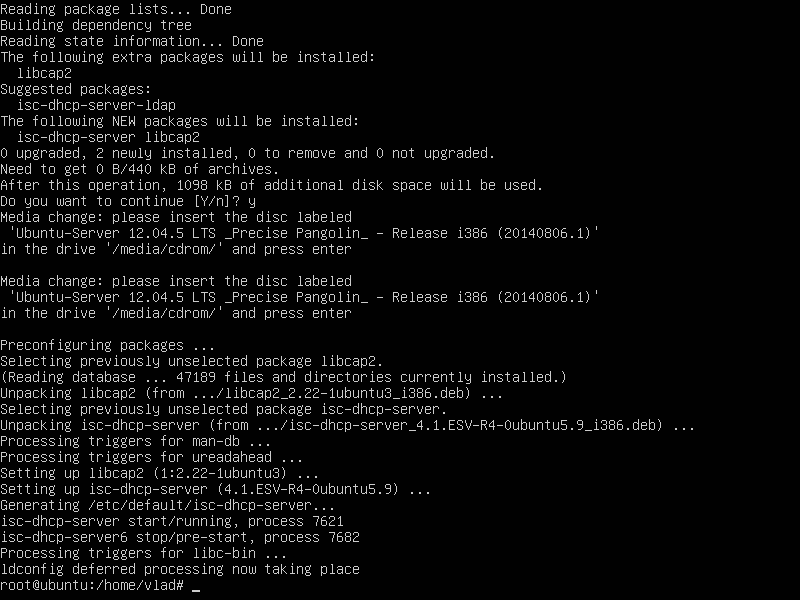 Reading package lists... Done
Building dependency tree
Reading state information... Done
The following extra packages will be installed:
  libcap2
Suggested packages:
  isc-dhcp-server-ldap
The following NEW packages will be installed:
  isc-dhcp-server libcap2
0 upgraded, 2 newly installed, 0 to remove and 0 not upgraded.
Need to get 0 B/440 kB of archives.
After this operation, 1098 kB of additional disk space will be used.
Do you want to continue [Y/n]? y
Media change: please insert the disc labeled
 'Ubuntu-Server 12.04.5 LTS _Precise Pangolin_ - Release i386 (20140806.1)'
in the drive '/media/cdrom/' and press enter

Media change: please insert the disc labeled
 'Ubuntu-Server 12.04.5 LTS _Precise Pangolin_ - Release i386 (20140806.1)'
in the drive '/media/cdrom/' and press enter

Preconfiguring packages ...
Selecting previously unselected package libcap2.
(Reading database ... 47189 files and directories currently installed.)
Unpacking libcap2 (from .../libcap2_2.22-1ubuntu3_i386.deb) ...
Selecting previously unselected package isc-dhcp-server.
Unpacking isc-dhcp-server (from .../isc-dhcp-server_4.1.ESV-R4-0ubuntu5.9_i386.deb) ...
Processing triggers for man-db ...
Processing triggers for ureadahead ...
Setting up libcap2 (1:2.22-1ubuntu3) ...
Setting up isc-dhcp-server (4.1.ESV-R4-0ubuntu5.9) ...
Generating /etc/default/isc-dhcp-server...
isc-dhcp-server start/running, process 7621
isc-dhcp-server6 stop/pre-start, process 7682
Processing triggers for libc-bin ...
ldconfig deferred processing now taking place
root@ubuntu:/home/vlad# _